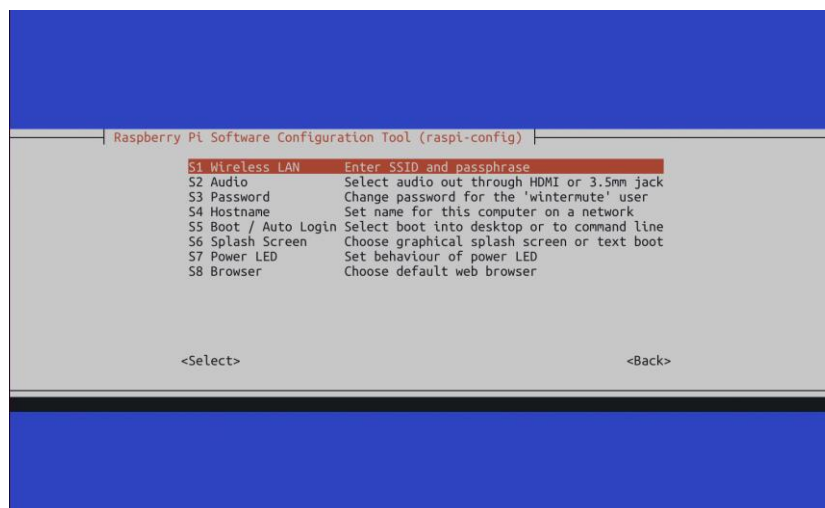 Raspberry Pi Software Configuration Tool (raspi-config)
S1 Wireless LAN Enter SSID and passphrase
S2 Audio Select audio out through HDMI or 3.5mm jack
S3 Password Change password for the 'wintermute' user
S4 Hostname Set name for this computer on a network
S5 Boot / Auto Login Select boot into desktop or to command line
S6 Splash Screen Choose graphical splash screen or text boot
S7 Power LED Set behaviour of power LED
S8 Browser Choose default web browser
<Select> <Back>